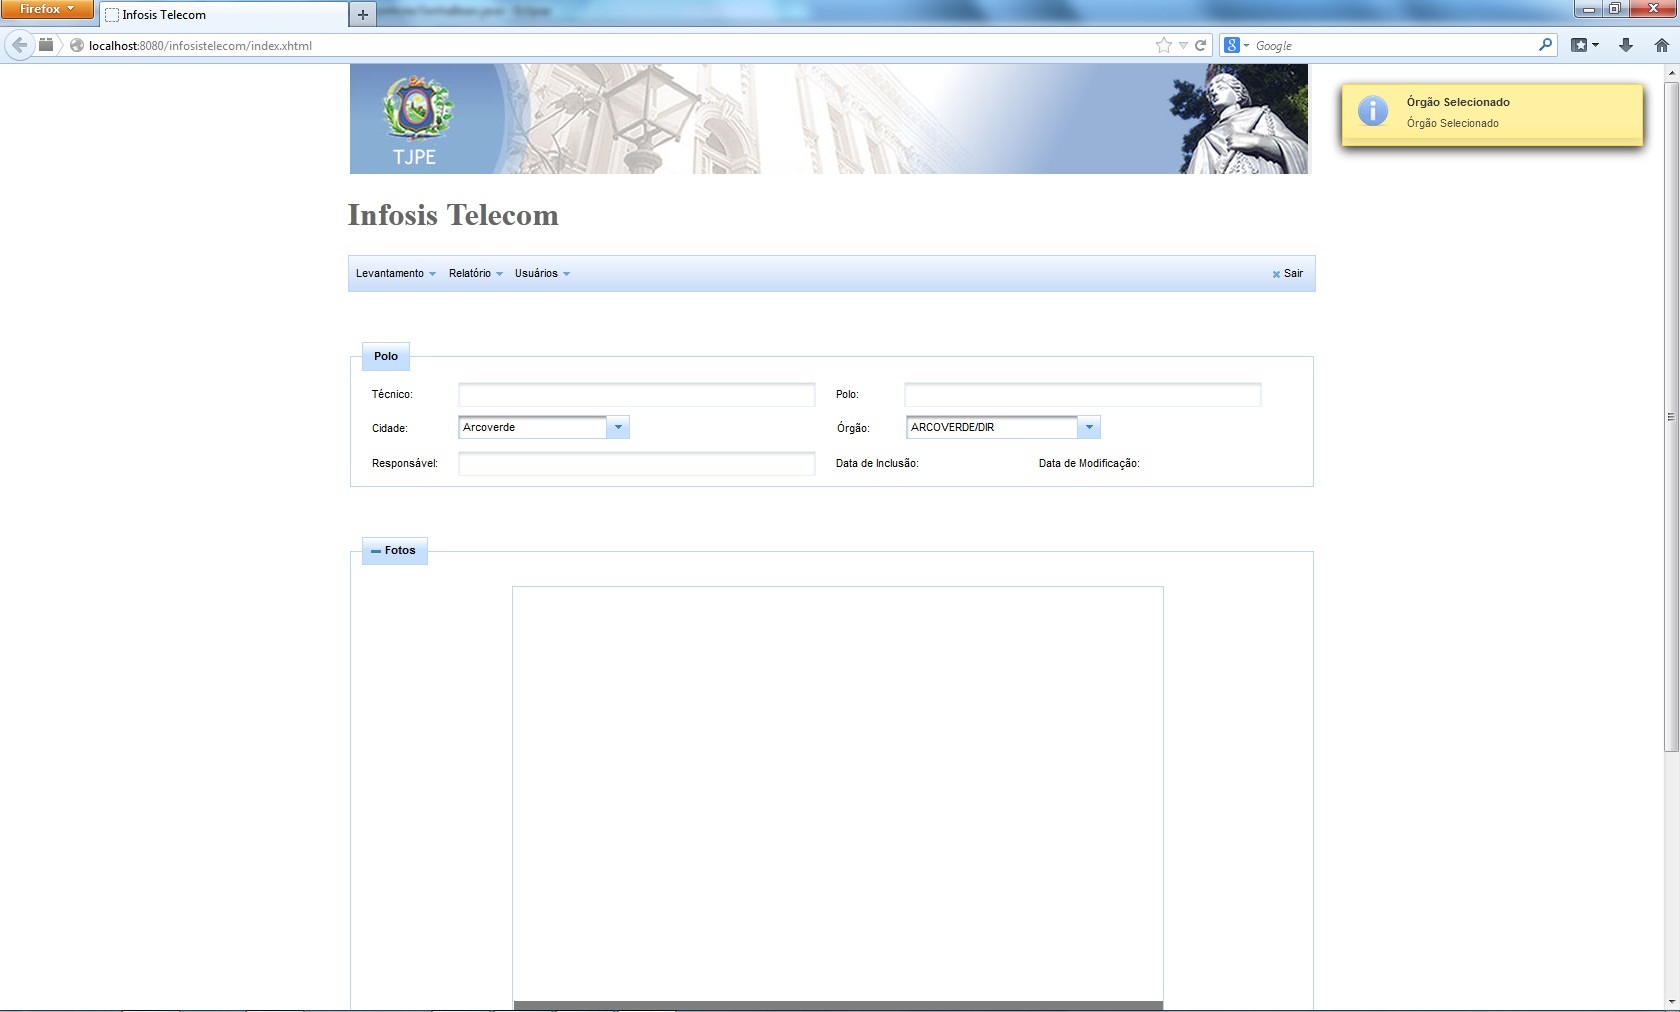 Firefox
Infosis Telecom
localhost:8080/infosistelecom/index.xhtml
Google
TJPE
Órgão Selecionado
Órgão Selecionado
Infosis Telecom
Levantamento Relatório Usuários Sair
Polo
Técnico: Polo:
Cidade: Arcoverde Órgão: ARCOVERDE/DIR
Responsável: Data de Inclusão: Data de Modificação:
Fotos